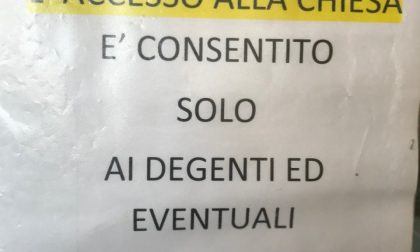 L' ACCESSO ALLA CHIESA
E' CONSENTITO
SOLO
AI DEGENTI ED
EVENTUALI